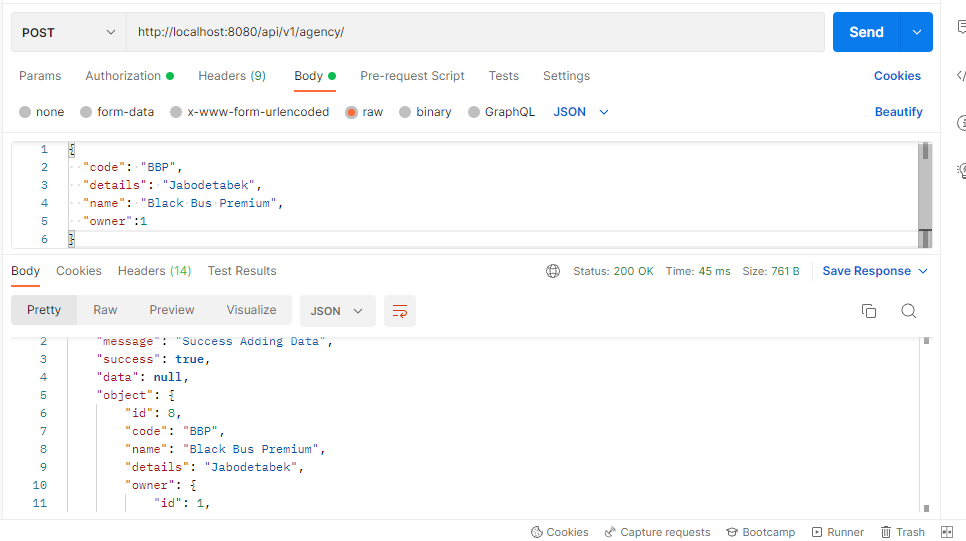 POST http://localhost:8080/api/v1/agency/ Send
Params Authorization Headers (9) Body Pre-request Script Tests Settings Cookies
none form-data x-www-form-urlencoded raw binary GraphQL JSON Beautify
1 {
2 "code": "BBP",
3 "details": "Jabodetabek",
4 "name": "Black Bus Premium",
5 "owner":1
6 }
Body Cookies Headers (14) Test Results Status: 200 OK Time: 45 ms Size: 761 B Save Response
Pretty Raw Preview Visualize JSON
2 "message": "Success Adding Data",
3 "success": true,
4 "data": null,
5 "object": {
6 "id": 8,
7 "code": "BBP",
8 "name": "Black Bus Premium",
9 "details": "Jabodetabek",
10 "owner": {
11 "id": 1,
Cookies Capture requests Bootcamp Runner Trash